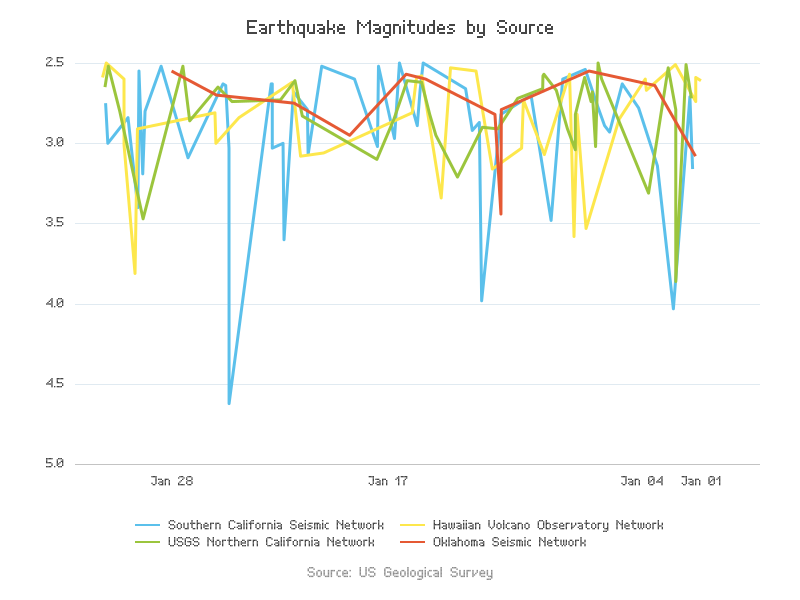 Earthquake Magnitudes by Source
2.5
3.0
3.5
4.0
4.5
5.0
Jan 28 Jan 17 Jan 04 Jan 01
Southern California Seismic Network Hawaiian Volcano Observatory Network
USGS Northern California Network Oklahoma Seismic Network
Source: US Geological Survey